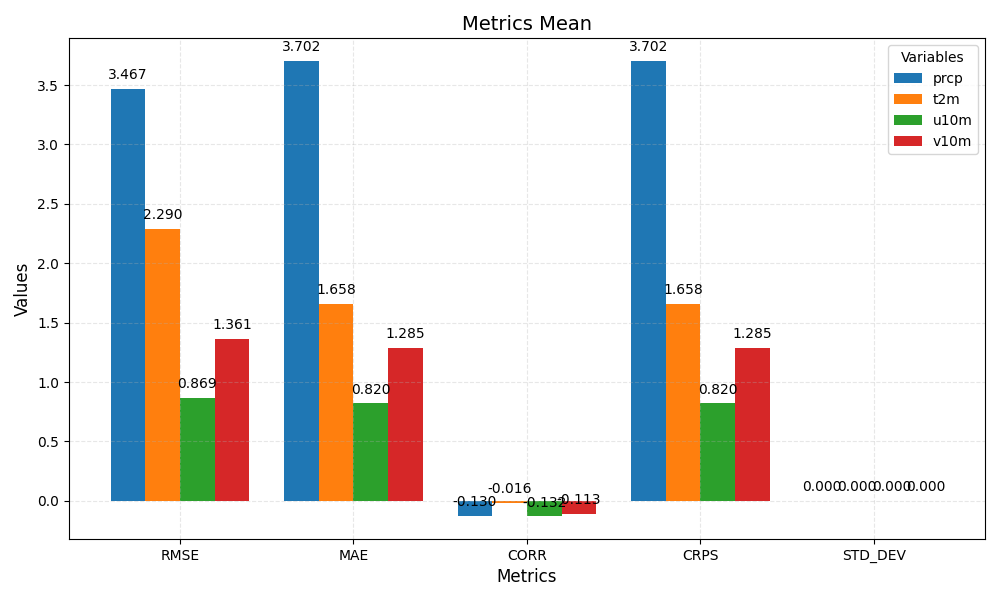 Metrics Mean
Values
3.5
3.0
2.5
2.0
1.5
1.0
0.5
0.0
3.467
2.290
0.869
1.361
3.702
1.658
0.820
1.285
-0.130
-0.016
-0.132
-0.113
3.702
1.658
0.820
1.285
0.000
0.000
0.000
0.000
Variables
prcp
t2m
u10m
v10m
RMSE
MAE
CORR
CRPS
STD_DEV
Metrics